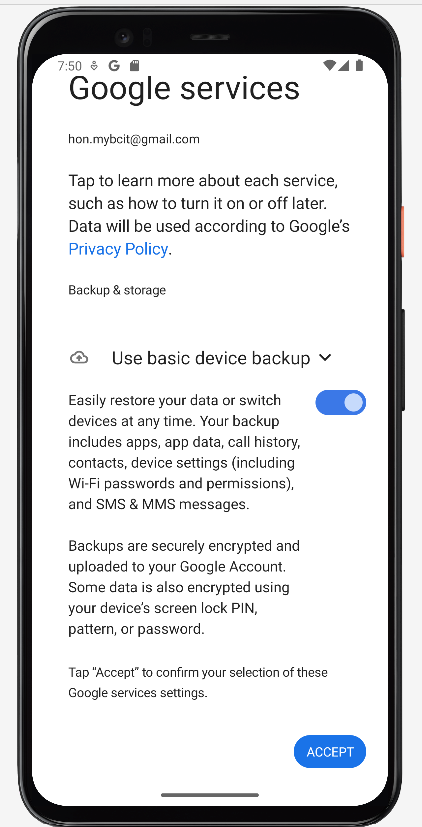 7:50 G
Google services
hon.mybcit@gmail.com
Tap to learn more about each service,
such as how to turn it on or off later.
Data will be used according to Google’s
Privacy Policy.
Backup & storage
Use basic device backup
Easily restore your data or switch
devices at any time. Your backup
includes apps, app data, call history,
contacts, device settings (including
Wi-Fi passwords and permissions),
and SMS & MMS messages.
Backups are securely encrypted and
uploaded to your Google Account.
Some data is also encrypted using
your device’s screen lock PIN,
pattern, or password.
Tap “Accept” to confirm your selection of these
Google services settings.
ACCEPT